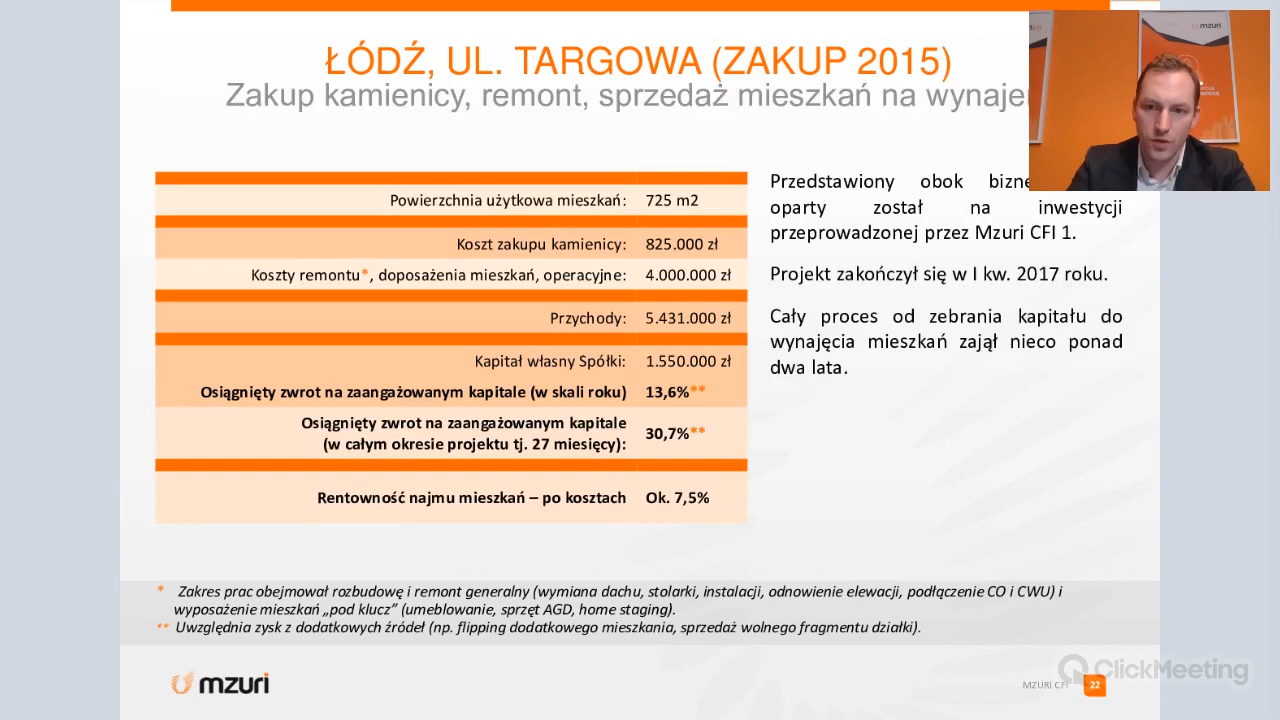 mzuri
ŁÓDŹ, UL. TARGOWA (ZAKUP 2015)
Zakup kamienicy, remont, sprzedaż mieszkań na wynajem
Powierzchnia użytkowa mieszkań: 725 m2
Koszt zakupu kamienicy: 825.000 zł
Koszty remontu*, doposażenia mieszkań, operacyjne: 4.000.000 zł
Przychody: 5.431.000 zł
Kapitał własny Spółki: 1.550.000 zł
Osiągnięty zwrot na zaangażowanym kapitale (w skali roku) 13,6%**
Osiągnięty zwrot na zaangażowanym kapitale
(w całym okresie projektu tj. 27 miesięcy): 30,7%**
Rentowność najmu mieszkań – po kosztach Ok. 7,5%
Przedstawiony obok
oparty został na inwestycji
przeprowadzonej przez Mzuri CFI 1.
Projekt zakończył się w I kw. 2017 roku.
Cały proces od zebrania kapitału do
wynajęcia mieszkań zajął nieco ponad
dwa lata.
* Zakres prac obejmował rozbudowę i remont generalny (wymiana dachu, stolarki, instalacji, odnowienie elewacji, podłączenie CO i CWU) i
wyposażenie mieszkań „pod klucz” (umeblowanie, sprzęt AGD, home staging).
** Uwzględnia zysk z dodatkowych źródeł (np. flipping dodatkowego mieszkania, sprzedaż wolnego fragmentu działki).
mzuri
MZURI CFI 22
ClickMeeting